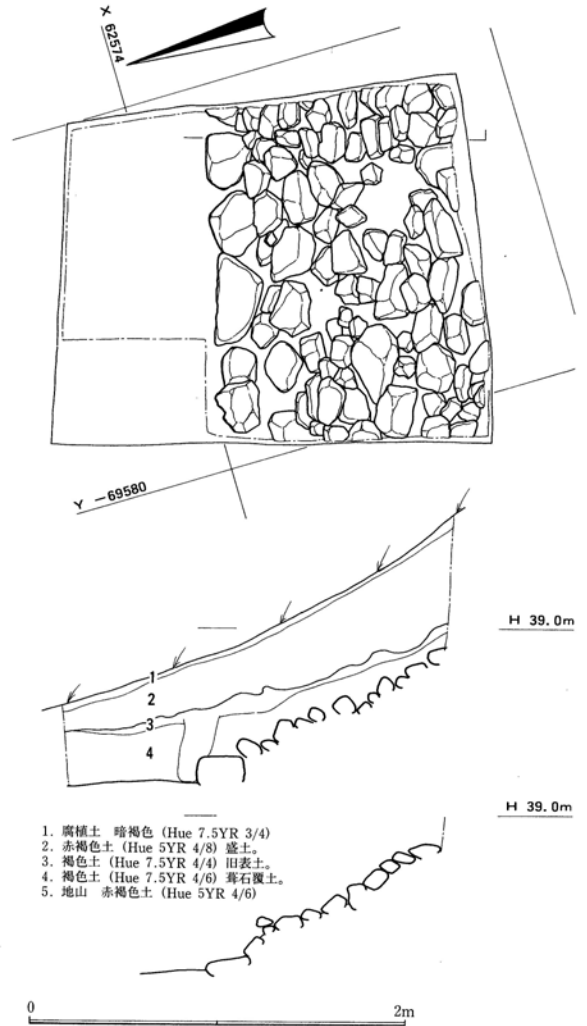 X 62574
Y −69580
H 39.0m
1
2
3
4
H 39.0m
1. 腐植土 暗褐色 (Hue 7.5YR 3/4)
2. 赤褐色土 (Hue 5YR 4/8) 盛土。
3. 褐色土 (Hue 7.5YR 4/4) 旧表土。
4. 褐色土 (Hue 7.5YR 4/6) 葺石覆土。
5. 地山 赤褐色土 (Hue 5YR 4/6)
0 2m